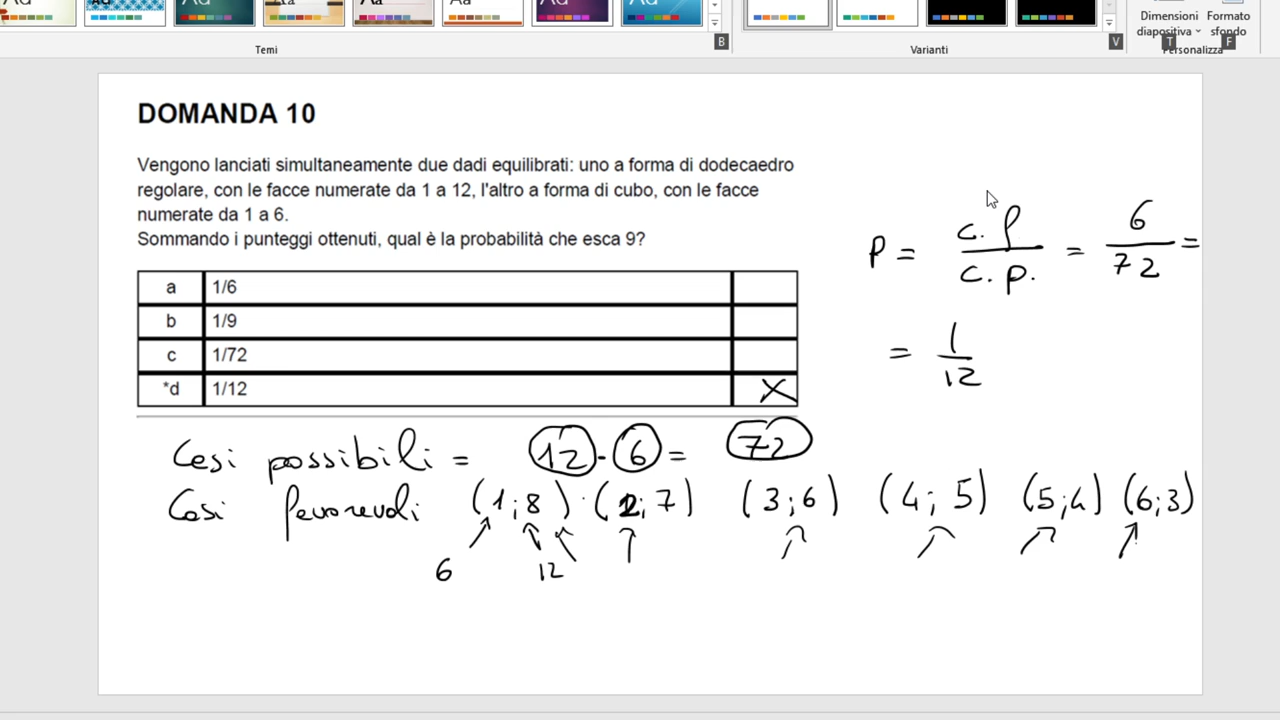 Aa
Temi
B
Varianti
V
Dimensioni
diapositiva
T
Formato
sfondo
F
Personalizza
DOMANDA 10
Vengono lanciati simultaneamente due dadi equilibrati: uno a forma di dodecaedro
regolare, con le facce numerate da 1 a 12, l'altro a forma di cubo, con le facce
numerate da 1 a 6.
Sommando i punteggi ottenuti, qual è la probabilità che esca 9?
a 1/6
b 1/9
c 1/72
*d 1/12 X
P = c.f / c.p. = 6 / 72 =
= 1 / 12
Casi possibili = 12 . 6 = 72
Casi favorevoli (1;8) . (2;7) (3;6) (4;5) (5;4) (6;3)
6 12